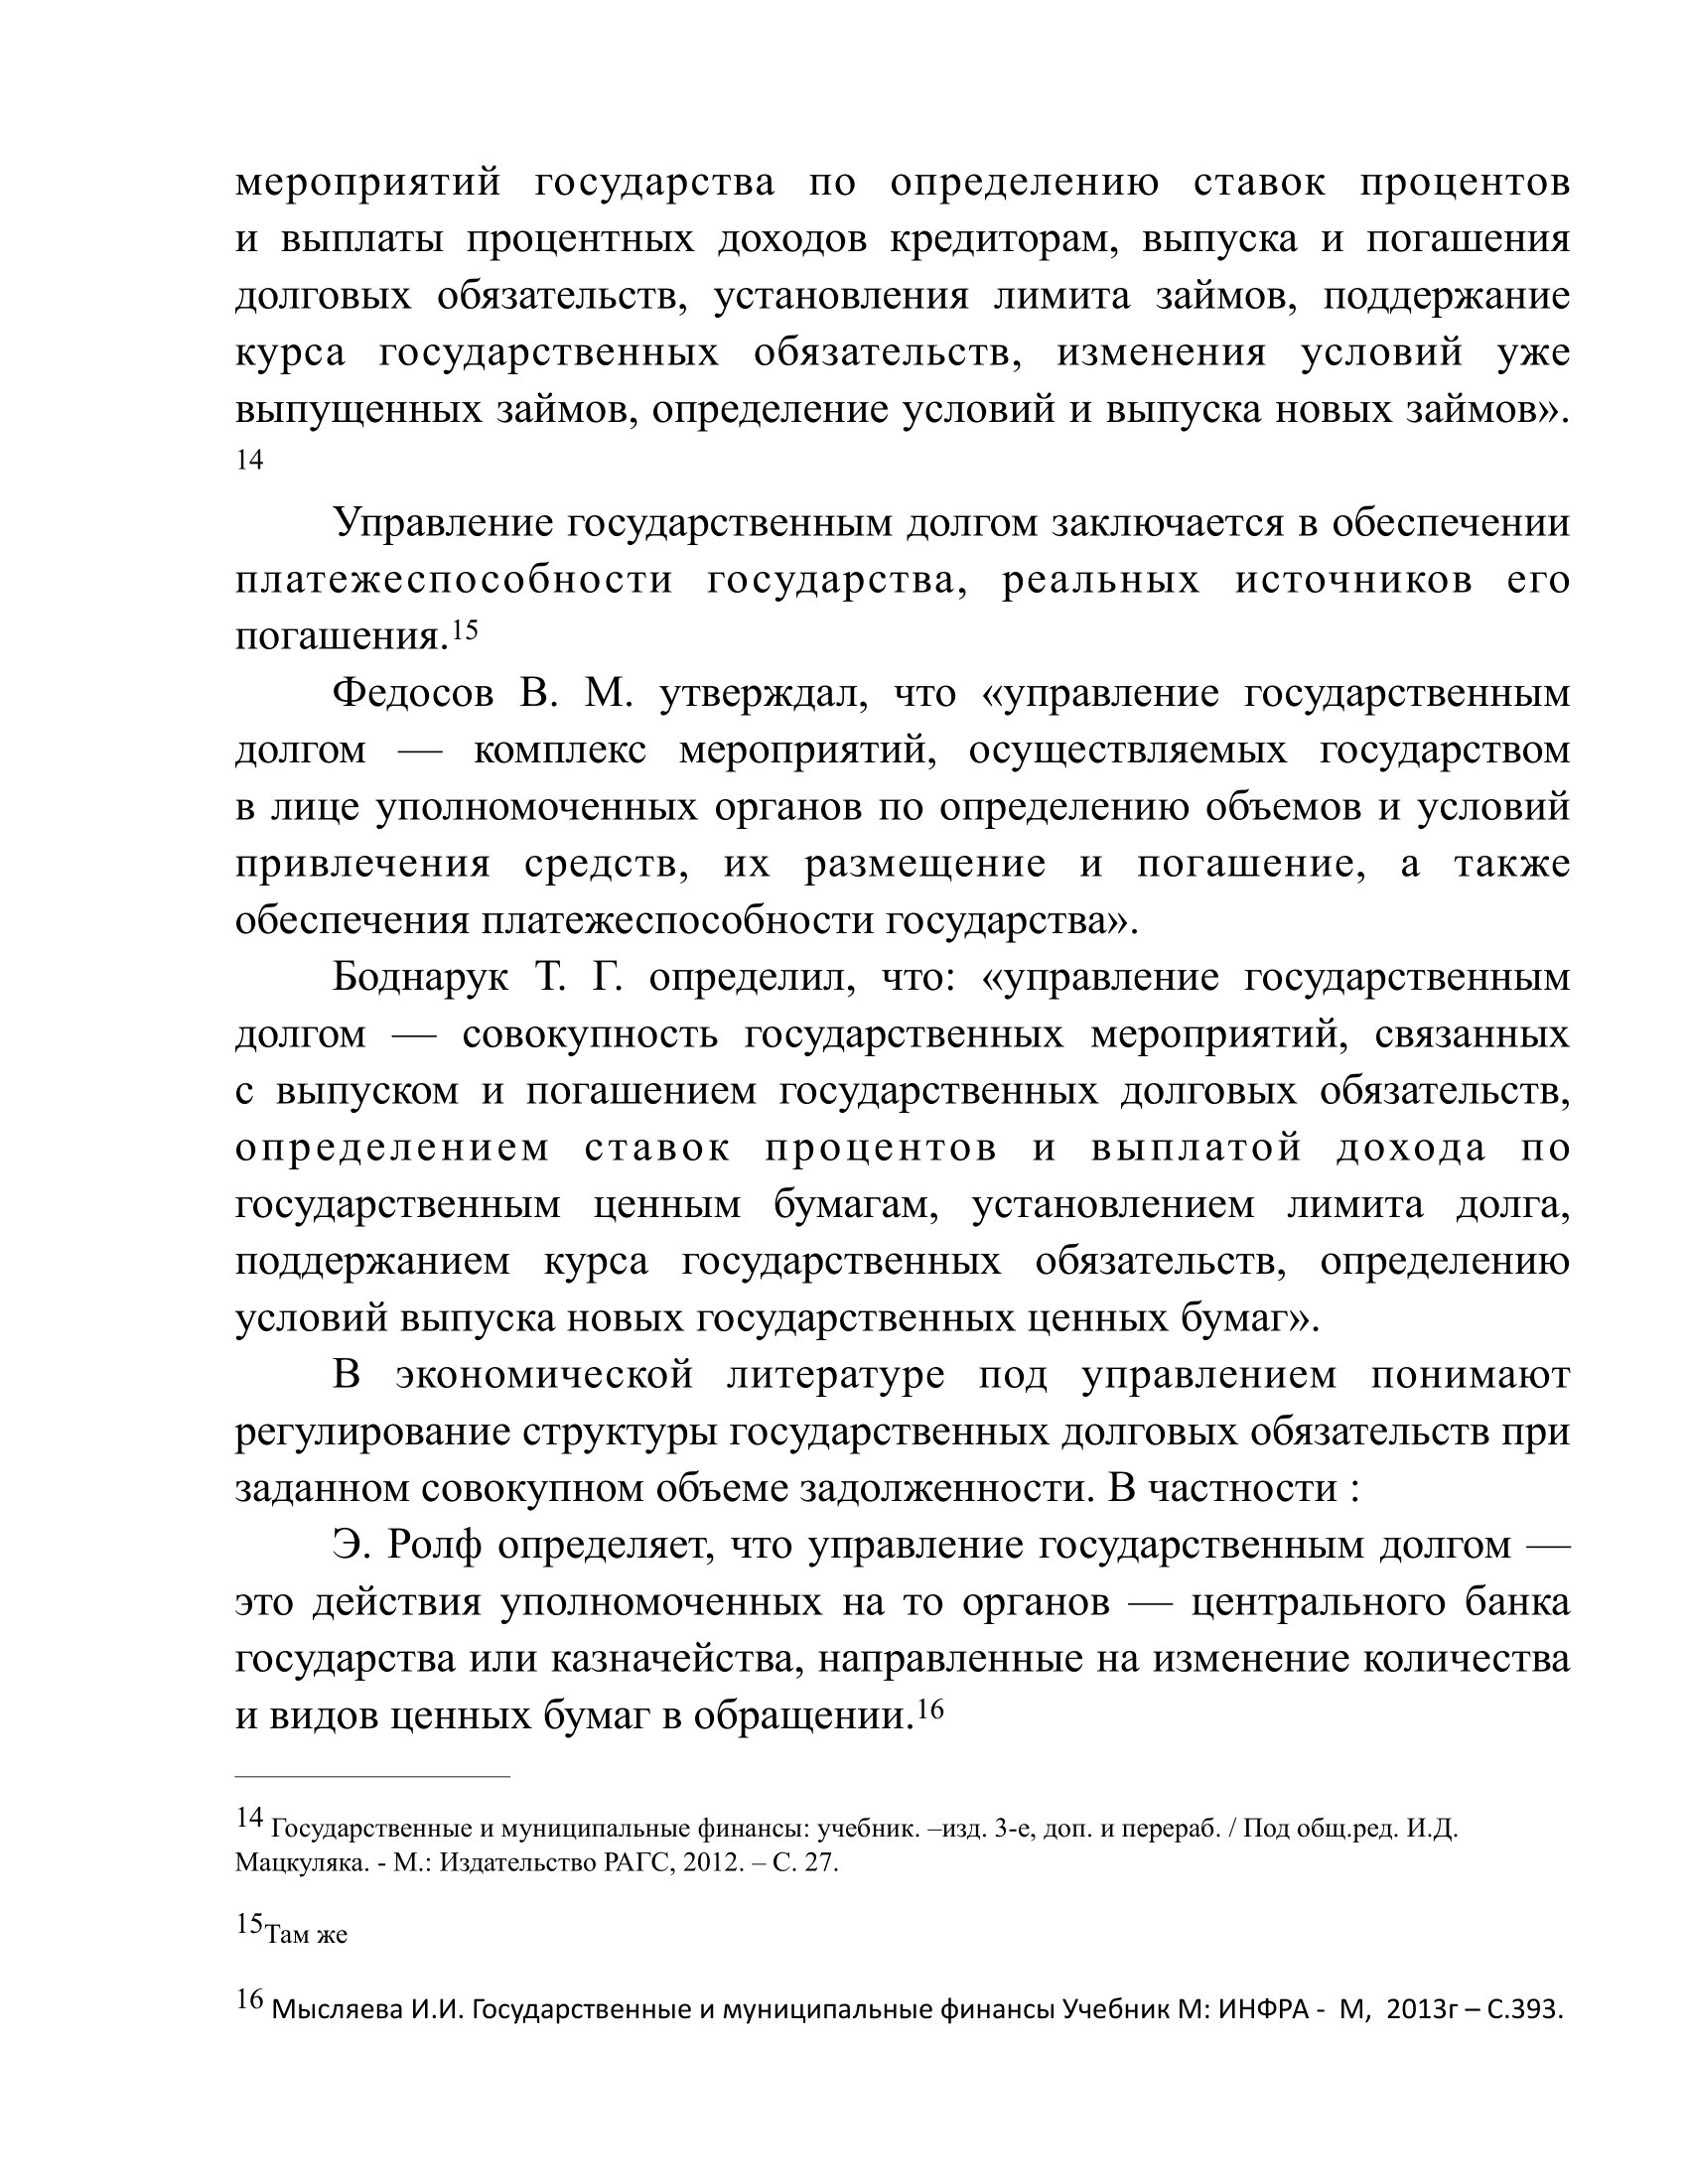 мероприятий государства по определению ставок процентов
и выплаты процентных доходов кредиторам, выпуска и погашения
долговых обязательств, установления лимита займов, поддержание
курса государственных обязательств, изменения условий уже
выпущенных займов, определение условий и выпуска новых займов».
14
Управление государственным долгом заключается в обеспечении
платежеспособности государства, реальных источников его
погашения.15
Федосов В. М. утверждал, что «управление государственным
долгом — комплекс мероприятий, осуществляемых государством
в лице уполномоченных органов по определению объемов и условий
привлечения средств, их размещение и погашение, а также
обеспечения платежеспособности государства».
Боднарук Т. Г. определил, что: «управление государственным
долгом — совокупность государственных мероприятий, связанных
с выпуском и погашением государственных долговых обязательств,
определением ставок процентов и выплатой дохода по
государственным ценным бумагам, установлением лимита долга,
поддержанием курса государственных обязательств, определению
условий выпуска новых государственных ценных бумаг».
В экономической литературе под управлением понимают
регулирование структуры государственных долговых обязательств при
заданном совокупном объеме задолженности. В частности :
Э. Ролф определяет, что управление государственным долгом —
это действия уполномоченных на то органов — центрального банка
государства или казначейства, направленные на изменение количества
и видов ценных бумаг в обращении.16
14 Государственные и муниципальные финансы: учебник. –изд. 3-е, доп. и перераб. / Под общ.ред. И.Д.
Мацкуляка. - М.: Издательство РАГС, 2012. – С. 27.
15Там же
16 Мысляева И.И. Государственные и муниципальные финансы Учебник М: ИНФРА - М, 2013г – С.393.